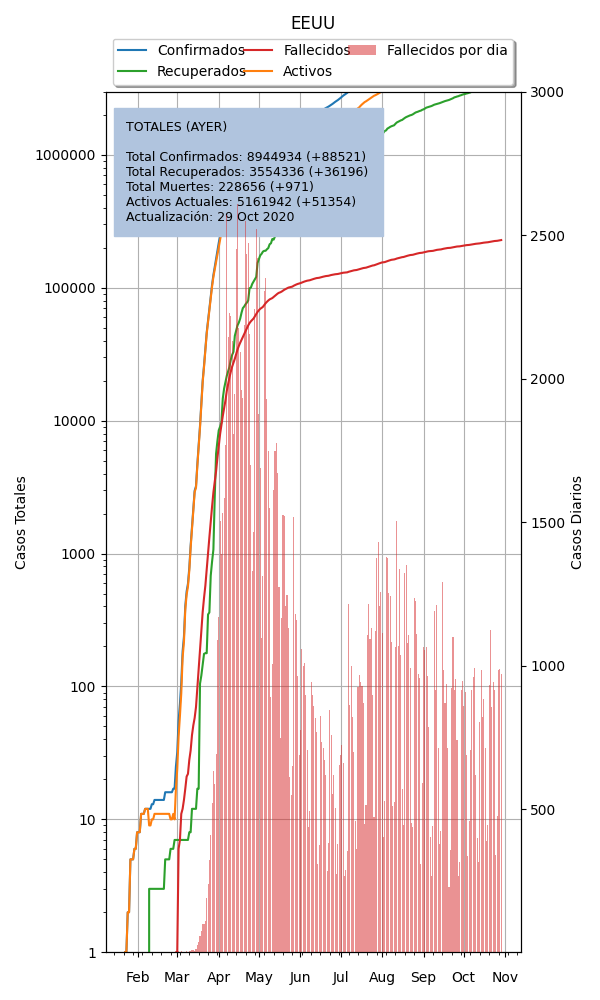 EEUU
Confirmados Fallecidos Fallecidos por dia
Recuperados Activos
TOTALES (AYER)
Total Confirmados: 8944934 (+88521)
Total Recuperados: 3554336 (+36196)
Total Muertes: 228656 (+971)
Activos Actuales: 5161942 (+51354)
Actualización: 29 Oct 2020
Casos Totales
1000000
100000
10000
1000
100
10
1
3000
2500
2000
1500
1000
500
Casos Diarios
Feb Mar Apr May Jun Jul Aug Sep Oct Nov